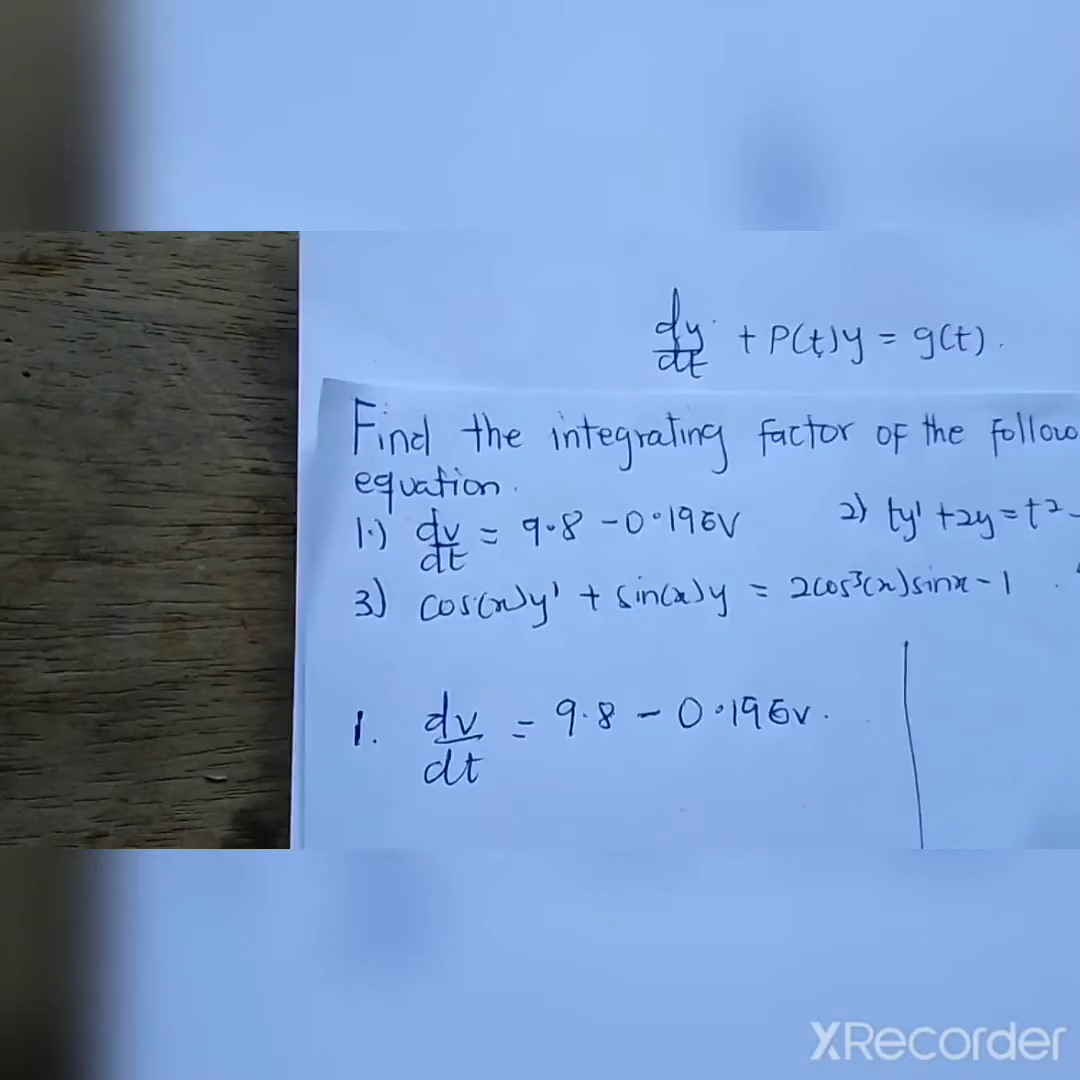 dy/dt + P(t)y = g(t).
Find the integrating factor of the follow
equation.
1.) dv/dt = 9.8 - 0.196v 2) ty' + 2y = t² -
3) cos(x)y' + sin(x)y = 2cos³(x)sinx - 1
1. dv/dt = 9.8 - 0.196v.
XRecorder